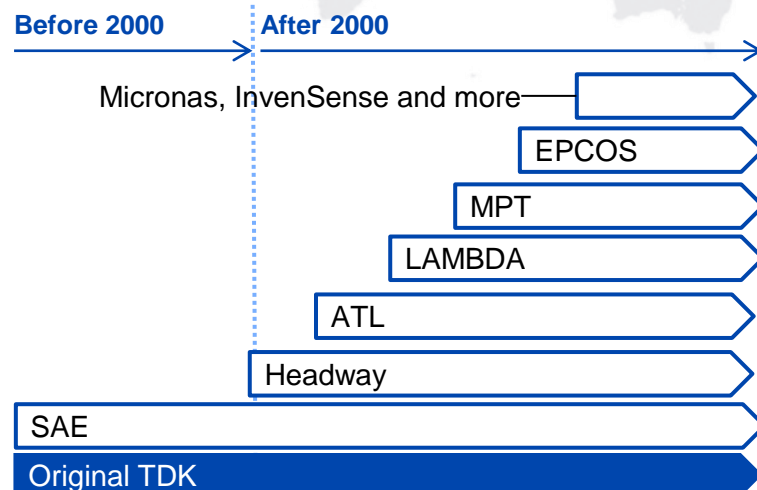 Before 2000
After 2000
Micronas, InvenSense and more
EPCOS
MPT
LAMBDA
ATL
Headway
SAE
Original TDK